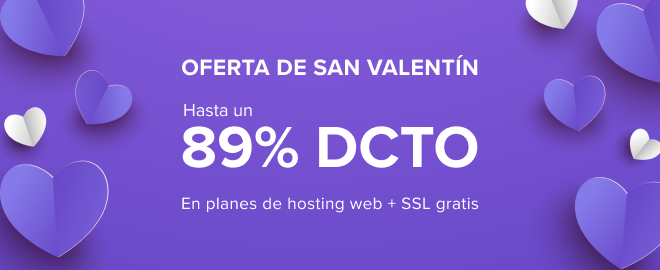 OFERTA DE SAN VALENTÍN
Hasta un
89% DCTO
En planes de hosting web + SSL gratis